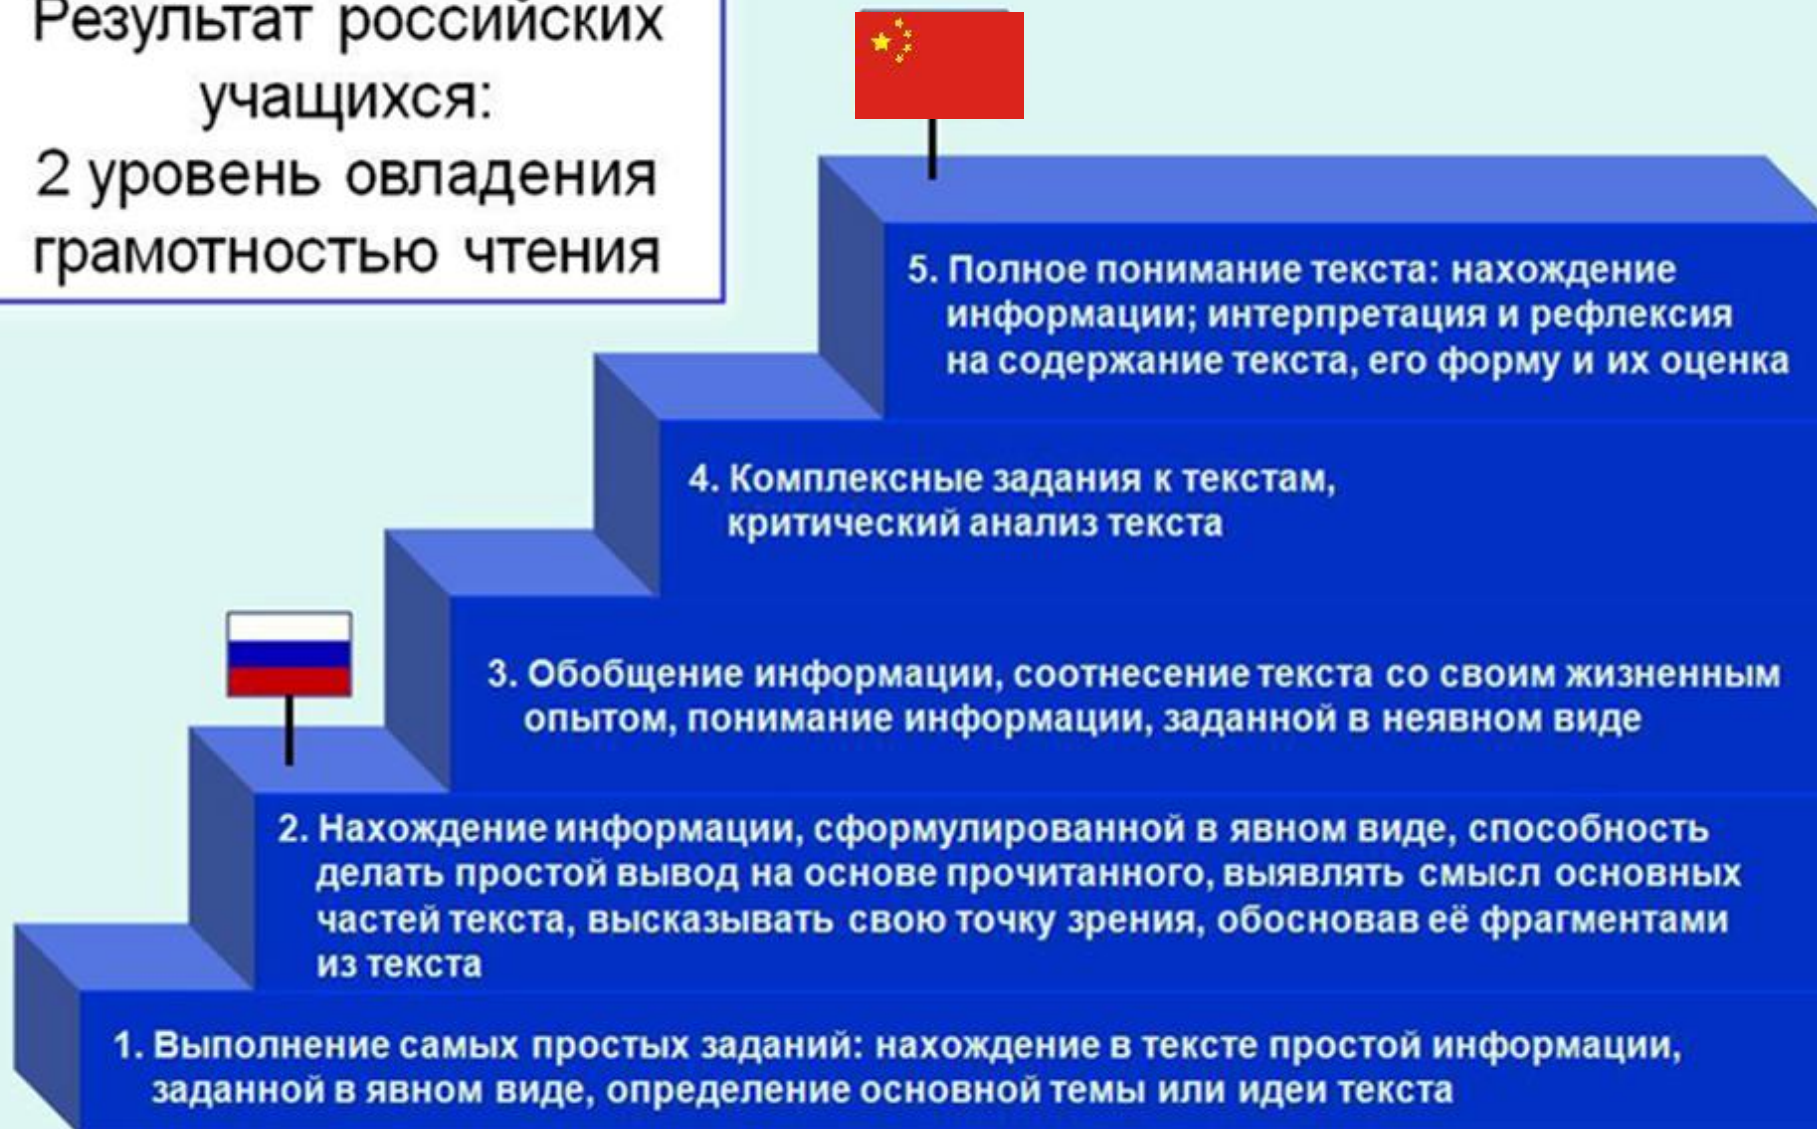 Результат российских
учащихся:
2 уровень овладения
грамотностью чтения
5. Полное понимание текста: нахождение
информации; интерпретация и рефлексия
на содержание текста, его форму и их оценка
4. Комплексные задания к текстам,
критический анализ текста
3. Обобщение информации, соотнесение текста со своим жизненным
опытом, понимание информации, заданной в неявном виде
2. Нахождение информации, сформулированной в явном виде, способность
делать простой вывод на основе прочитанного, выявлять смысл основных
частей текста, высказывать свою точку зрения, обосновав её фрагментами
из текста
1. Выполнение самых простых заданий: нахождение в тексте простой информации,
заданной в явном виде, определение основной темы или идеи текста